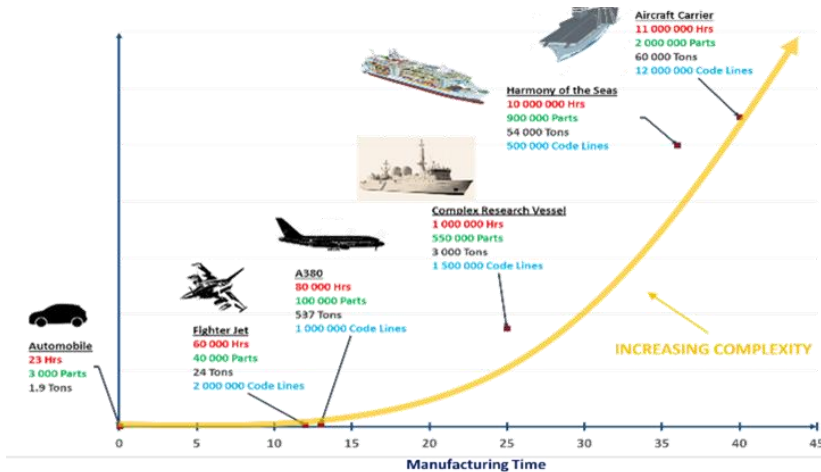 Aircraft Carrier
11 000 000 Hrs
2 000 000 Parts
60 000 Tons
12 000 000 Code Lines
Harmony of the Seas
10 000 000 Hrs
900 000 Parts
54 000 Tons
500 000 Code Lines
Complex Research Vessel
1 000 000 Hrs
550 000 Parts
3 000 Tons
1 500 000 Code Lines
A380
80 000 Hrs
100 000 Parts
537 Tons
1 000 000 Code Lines
Fighter Jet
60 000 Hrs
40 000 Parts
24 Tons
2 000 000 Code Lines
Automobile
23 Hrs
3 000 Parts
1.9 Tons
INCREASING COMPLEXITY
0 5 10 15 20 25 30 35 40 45
Manufacturing Time